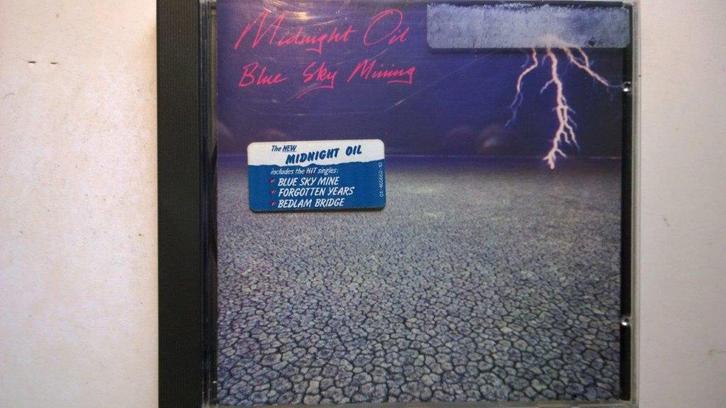 Midnight Oil
Blue Sky Mining
The NEW
MIDNIGHT OIL
includes the HIT singles:
• BLUE SKY MINE
• FORGOTTEN YEARS
• BEDLAM BRIDGE